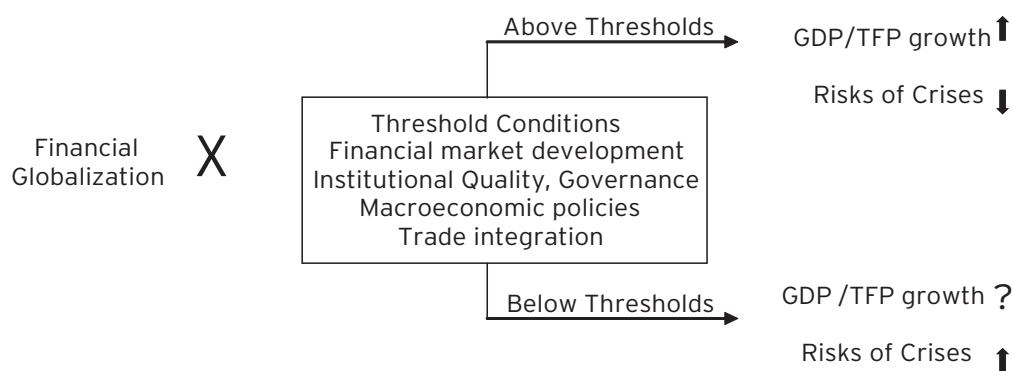 Above Thresholds
GDP/TFP growth
Risks of Crises
Financial
Globalization
X
Threshold Conditions
Financial market development
Institutional Quality, Governance
Macroeconomic policies
Trade integration
Below Thresholds
GDP /TFP growth ?
Risks of Crises